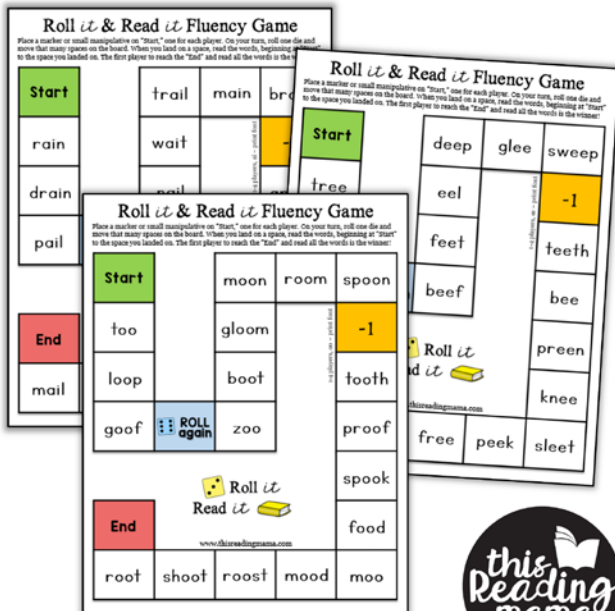 Roll it & Read it Fluency Game
Place a marker or small manipulative on "Start," one for each player. On your turn, roll one die and
move that many spaces on the board. When you land on a space, read the words, beginning at "Start"
to the space you landed on. The first player to reach the "End" and read all the words is the winner!
Start
trail main
rain
wait
drain
pail
End
mail
Roll it & Read it Fluency Game
Place a marker or small manipulative on "Start," one for each player. On your turn, roll one die and
move that many spaces on the board. When you land on a space, read the words, beginning at "Start"
to the space you landed on. The first player to reach the "End" and read all the words is the winner!
Start
deep glee sweep
tree
eel
-1
feet
teeth
beef
bee
Roll it
preen
it
knee
thisreadingmama.com
free peek sleet
Roll it & Read it Fluency Game
Place a marker or small manipulative on "Start," one for each player. On your turn, roll one die and
move that many spaces on the board. When you land on a space, read the words, beginning at "Start"
to the space you landed on. The first player to reach the "End" and read all the words is the winner!
Start
moon room spoon
too
gloom
-1
loop
boot
tooth
goof
ROLL
again
zoo
proof
spook
Roll it
Read it
End
food
www.thisreadingmama.com
root shoot roost mood moo
this
Reading
mama